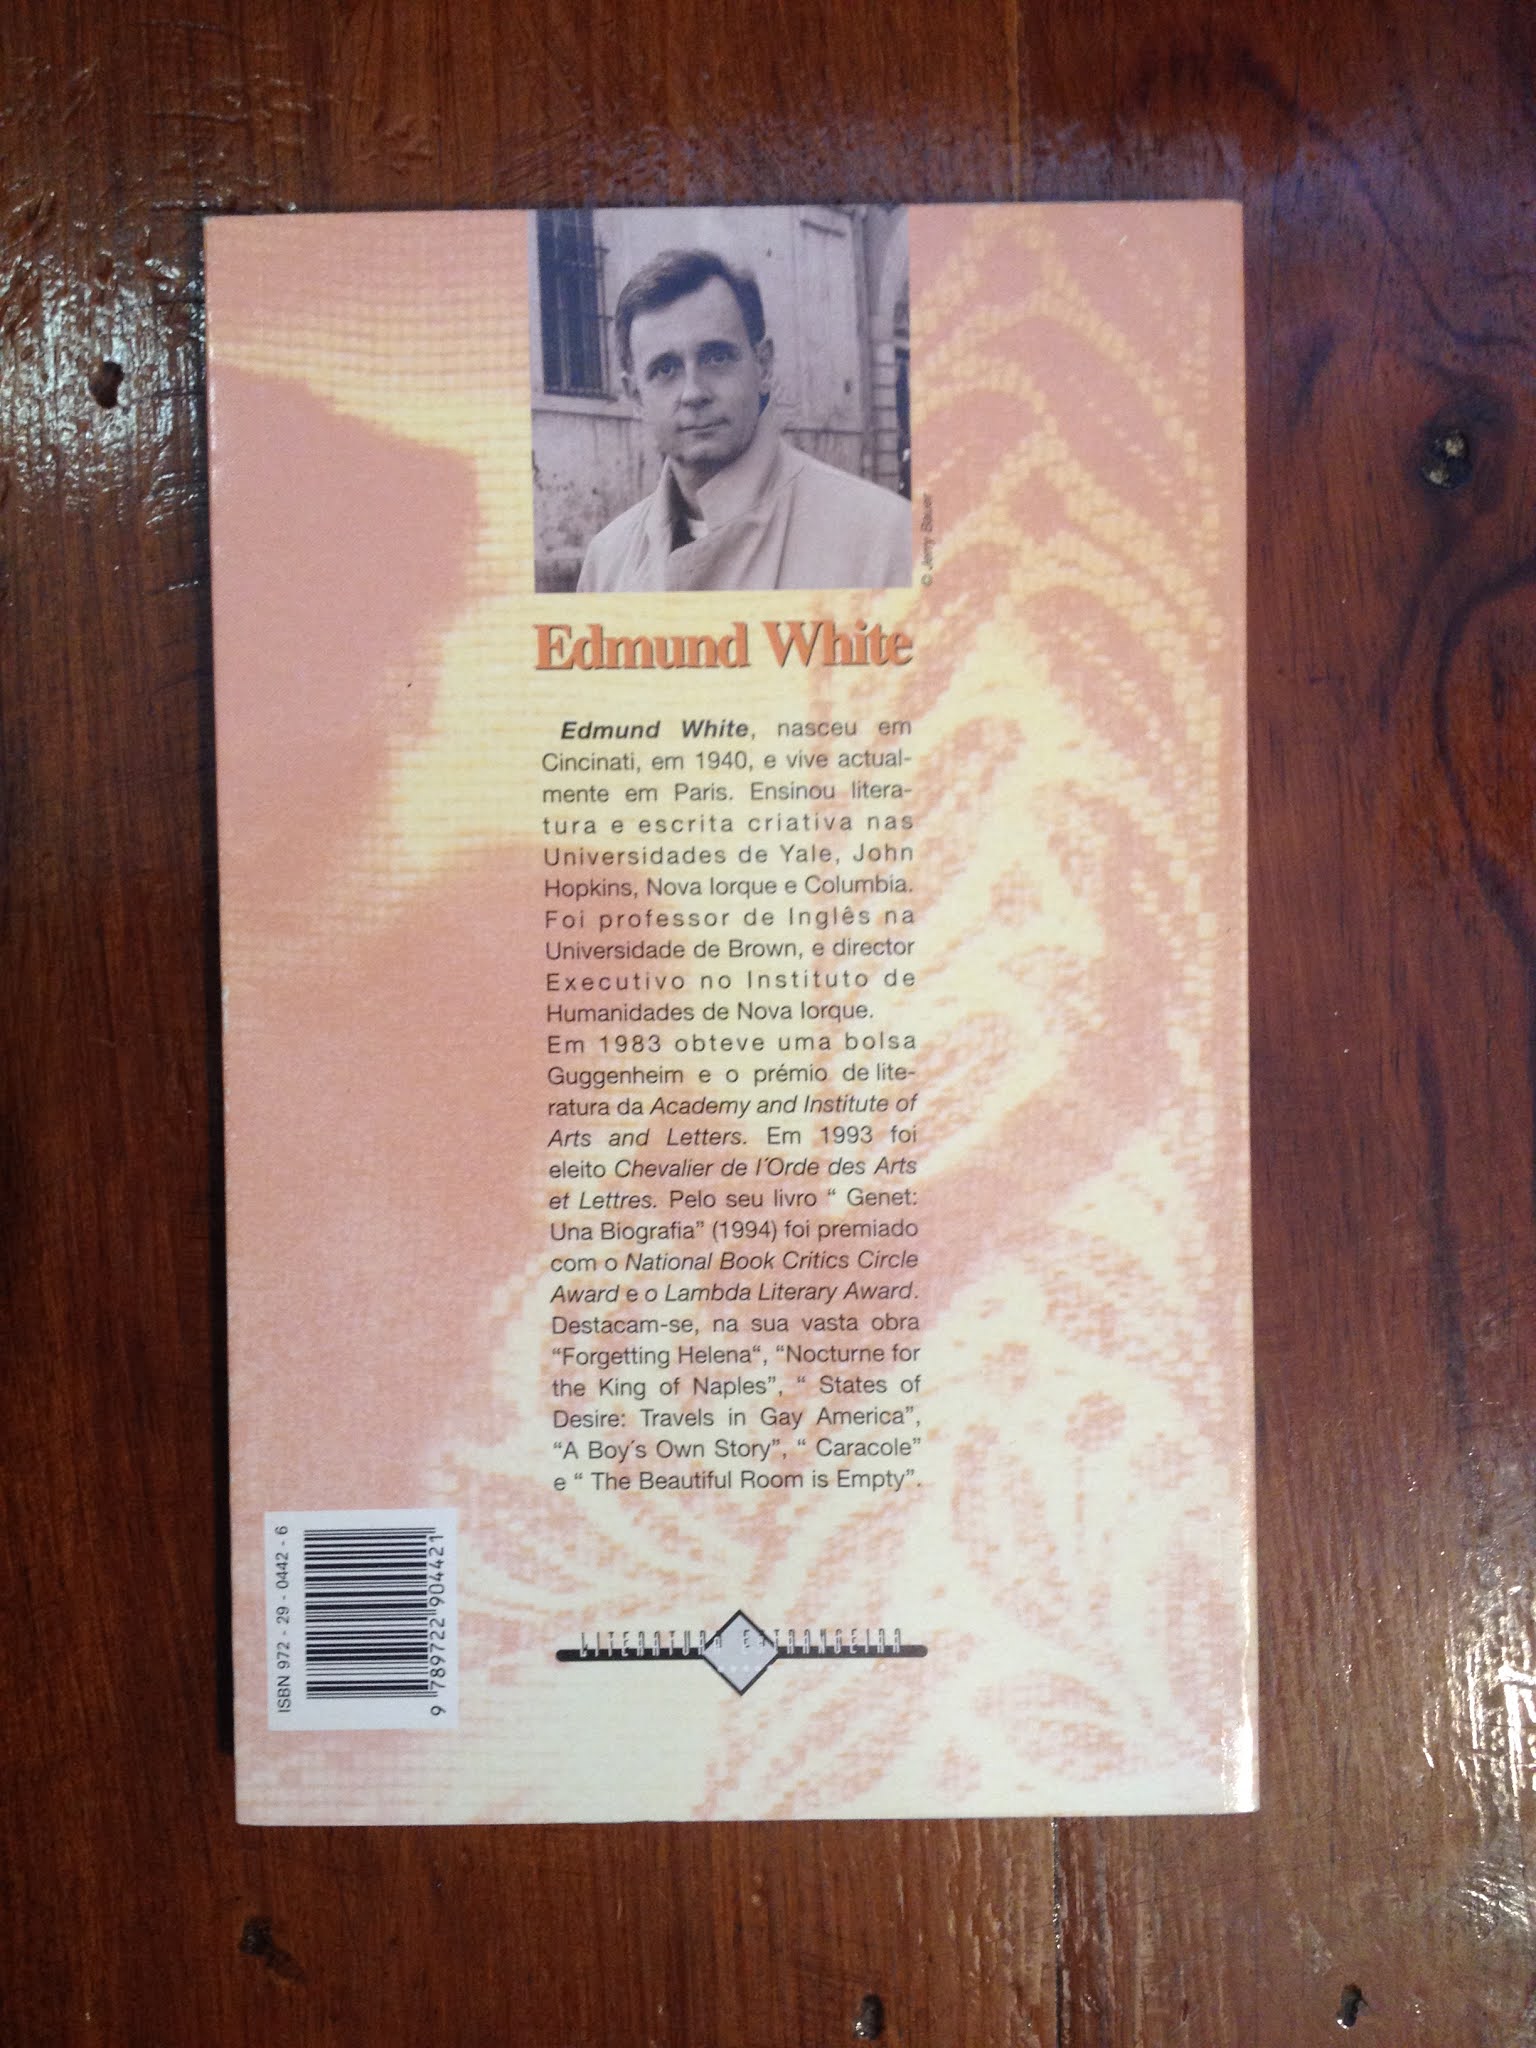 © Jerry Bauer
Edmund White
Edmund White, nasceu em
Cincinati, em 1940, e vive actual-
mente em Paris. Ensinou litera-
tura e escrita criativa nas
Universidades de Yale, John
Hopkins, Nova Iorque e Columbia.
Foi professor de Inglês na
Universidade de Brown, e director
Executivo no Instituto de
Humanidades de Nova Iorque.
Em 1983 obteve uma bolsa
Guggenheim e o prémio de lite-
ratura da Academy and Institute of
Arts and Letters. Em 1993 foi
eleito Chevalier de l´Orde des Arts
et Lettres. Pelo seu livro “ Genet:
Una Biografia” (1994) foi premiado
com o National Book Critics Circle
Award e o Lambda Literary Award.
Destacam-se, na sua vasta obra
“Forgetting Helena“, “Nocturne for
the King of Naples”, “ States of
Desire: Travels in Gay America”,
“A Boy´s Own Story”, “ Caracole”
e “ The Beautiful Room is Empty”.
ISBN 972 - 29 - 0442 - 6
9 789722 904421
LITERATURA ESTRANGEIRA